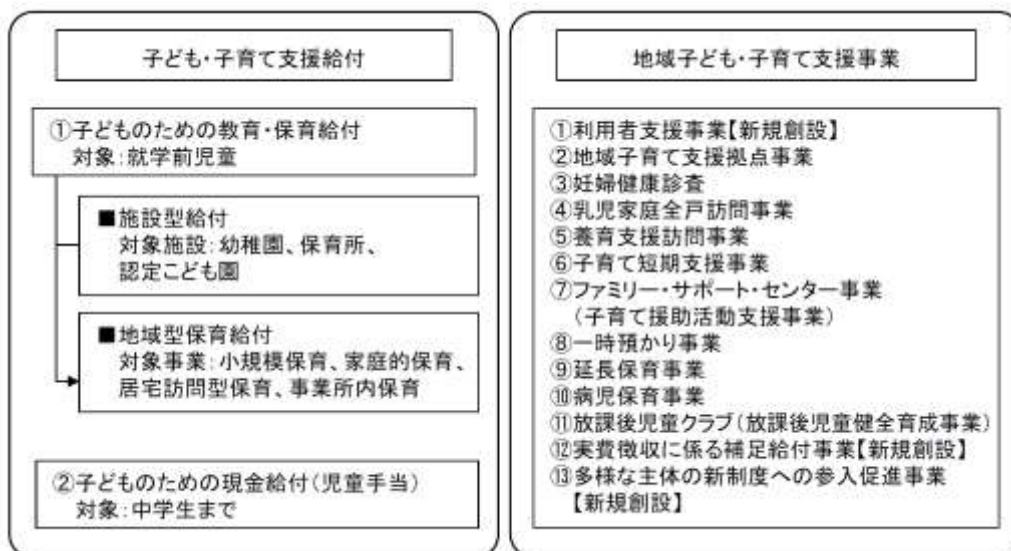 子ども・子育て支援給付
①子どものための教育・保育給付
対象：就学前児童
■施設型給付
対象施設：幼稚園、保育所、
認定こども園
■地域型保育給付
対象事業：小規模保育、家庭的保育、
居宅訪問型保育、事業所内保育
②子どものための現金給付（児童手当）
対象：中学生まで
地域子ども・子育て支援事業
①利用者支援事業【新規創設】
②地域子育て支援拠点事業
③妊婦健康診査
④乳児家庭全戸訪問事業
⑤養育支援訪問事業
⑥子育て短期支援事業
⑦ファミリー・サポート・センター事業
（子育て援助活動支援事業）
⑧一時預かり事業
⑨延長保育事業
⑩病児保育事業
⑪放課後児童クラブ（放課後児童健全育成事業）
⑫実費徴収に係る補足給付事業【新規創設】
⑬多様な主体の新制度への参入促進事業
【新規創設】